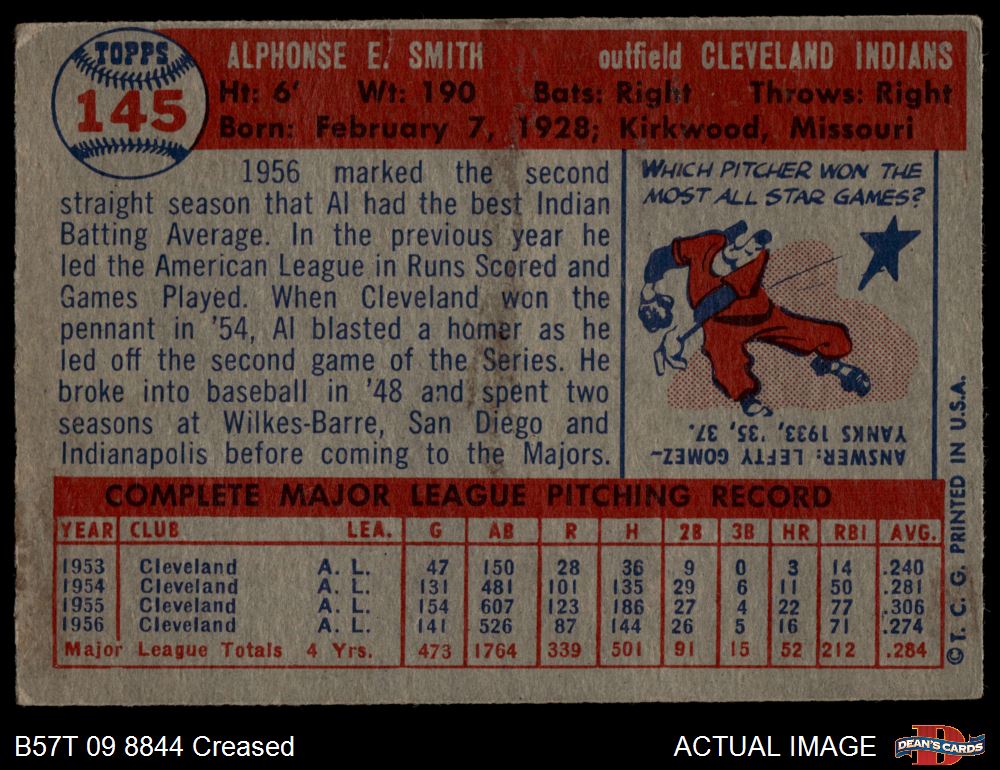 TOPPS
145
ALPHONSE E. SMITH outfield CLEVELAND INDIANS
Ht: 6' Wt: 190 Bats: Right Throws: Right
Born: February 7, 1928; Kirkwood, Missouri
1956 marked the second
straight season that Al had the best Indian
Batting Average. In the previous year he
led the American League in Runs Scored and
Games Played. When Cleveland won the
pennant in '54, Al blasted a homer as he
led off the second game of the Series. He
broke into baseball in '48 and spent two
seasons at Wilkes-Barre, San Diego and
Indianapolis before coming to the Majors.
WHICH PITCHER WON THE
MOST ALL STAR GAMES?
ANSWER: LEFTY GOMEZ~
YANKS 1933, '35, '37.
COMPLETE MAJOR LEAGUE PITCHING RECORD
YEAR CLUB LEA. G AB R H 2B 3B HR RBI AVG.
1953 Cleveland A. L. 47 150 28 36 9 0 3 14 .240
1954 Cleveland A. L. 131 481 101 135 29 6 11 50 .281
1955 Cleveland A. L. 154 607 123 186 27 4 22 77 .306
1956 Cleveland A. L. 141 526 87 144 26 5 16 71 .274
Major League Totals 4 Yrs. 473 1764 339 501 91 15 52 212 .284
© T. C. G. PRINTED IN U.S.A.
B57T 09 8844 Creased
ACTUAL IMAGE
D
DEAN'S CARDS